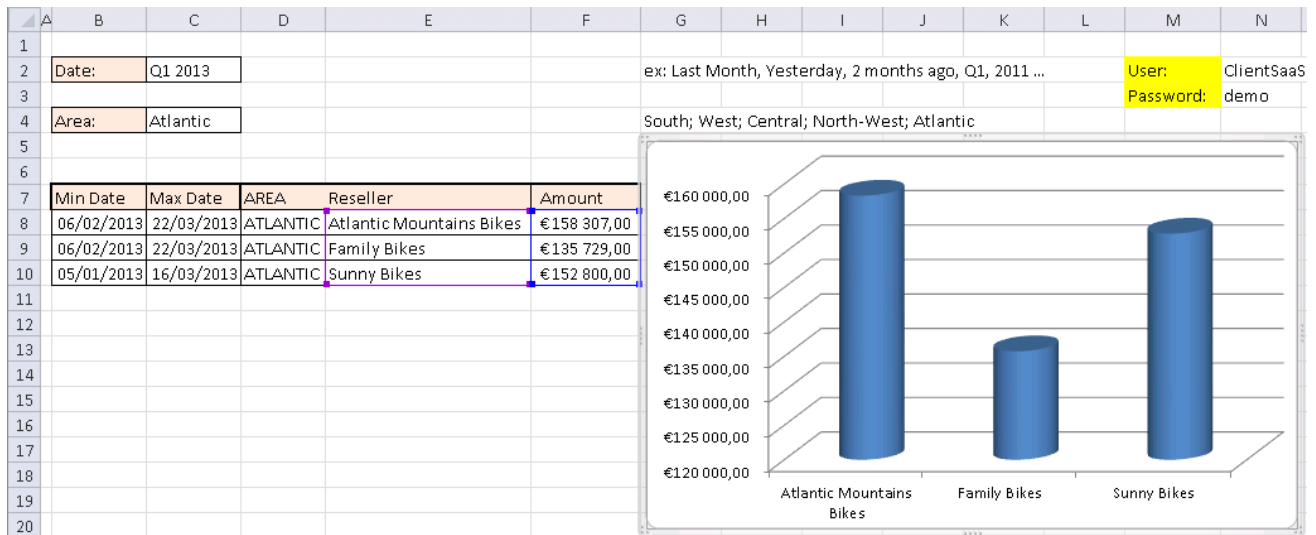 A B C D E F G H I J K L M N
1
2 Date: Q1 2013 ex: Last Month, Yesterday, 2 months ago, Q1, 2011 ... User: ClientSaaS
3 Password: demo
4 Area: Atlantic South; West; Central; North-West; Atlantic
5
6
7 Min Date Max Date AREA Reseller Amount
8 06/02/2013 22/03/2013 ATLANTIC Atlantic Mountains Bikes €158 307,00
9 06/02/2013 22/03/2013 ATLANTIC Family Bikes €135 729,00
10 05/01/2013 16/03/2013 ATLANTIC Sunny Bikes €152 800,00
11
12
13
14
15
16
17
18
19
20
€160 000,00
€155 000,00
€150 000,00
€145 000,00
€140 000,00
€135 000,00
€130 000,00
€125 000,00
€120 000,00
Atlantic Mountains Family Bikes Sunny Bikes
Bikes